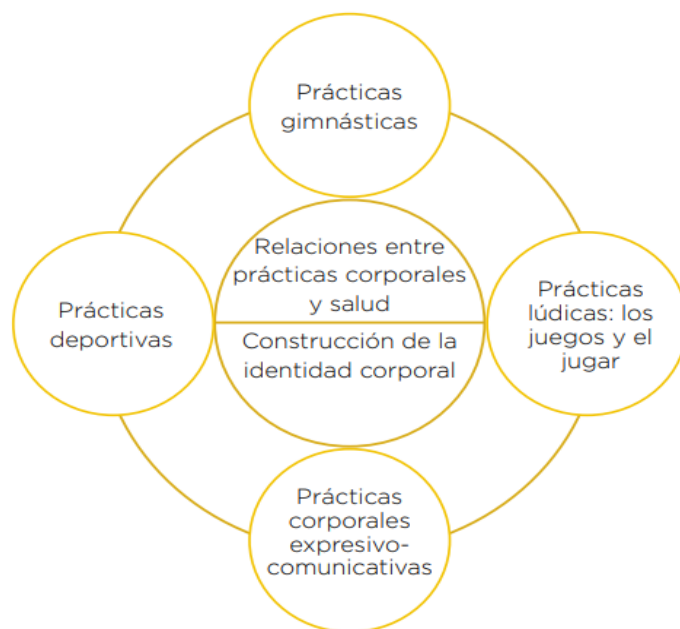 Prácticas
gimnásticas
Relaciones entre
prácticas corporales
y salud
Construcción de la
identidad corporal
Prácticas
deportivas
Prácticas
lúdicas: los
juegos y el
jugar
Prácticas
corporales
expresivo-
comunicativas